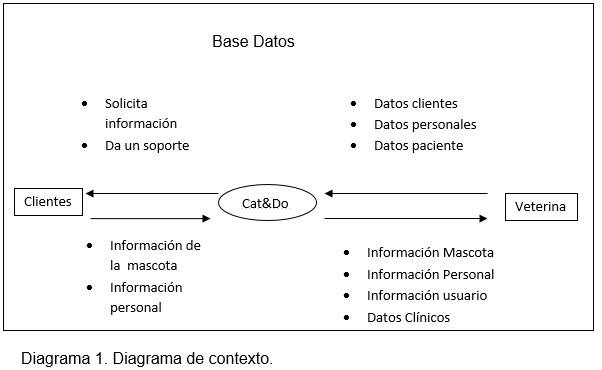 Base Datos
• Solicita
información
• Da un soporte
• Datos clientes
• Datos personales
• Datos paciente
Clientes
Cat&Do
Veterina
• Información de
la mascota
• Información
personal
• Información Mascota
• Información Personal
• Información usuario
• Datos Clínicos
Diagrama 1. Diagrama de contexto.